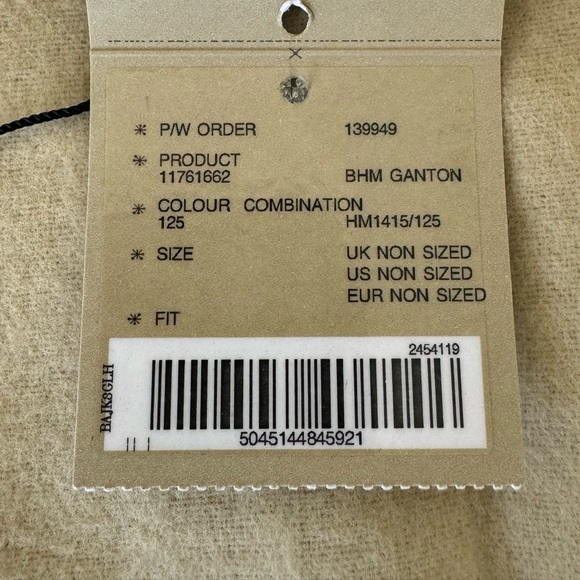 ✳ P/W ORDER 139949
✳ PRODUCT
11761662 BHM GANTON
✳ COLOUR COMBINATION
125 HM1415/125
✳ SIZE UK NON SIZED
US NON SIZED
EUR NON SIZED
✳ FIT
2454119
BAJK8GLH
5045144845921